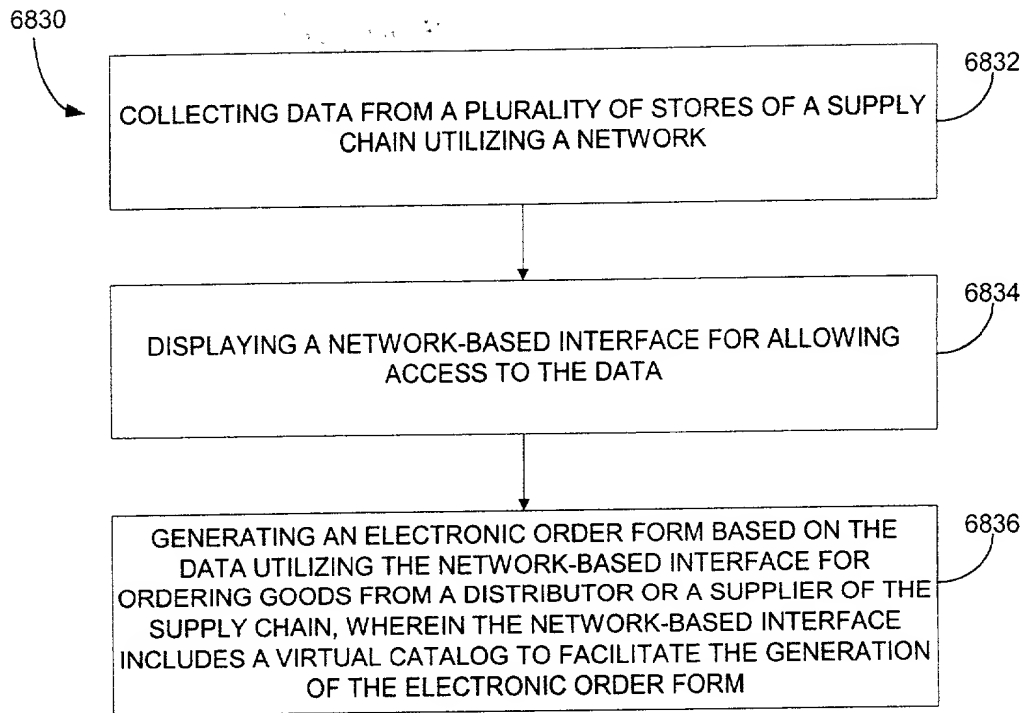 6830
6832
COLLECTING DATA FROM A PLURALITY OF STORES OF A SUPPLY
CHAIN UTILIZING A NETWORK
6834
DISPLAYING A NETWORK-BASED INTERFACE FOR ALLOWING
ACCESS TO THE DATA
6836
GENERATING AN ELECTRONIC ORDER FORM BASED ON THE
DATA UTILIZING THE NETWORK-BASED INTERFACE FOR
ORDERING GOODS FROM A DISTRIBUTOR OR A SUPPLIER OF THE
SUPPLY CHAIN, WHEREIN THE NETWORK-BASED INTERFACE
INCLUDES A VIRTUAL CATALOG TO FACILITATE THE GENERATION
OF THE ELECTRONIC ORDER FORM